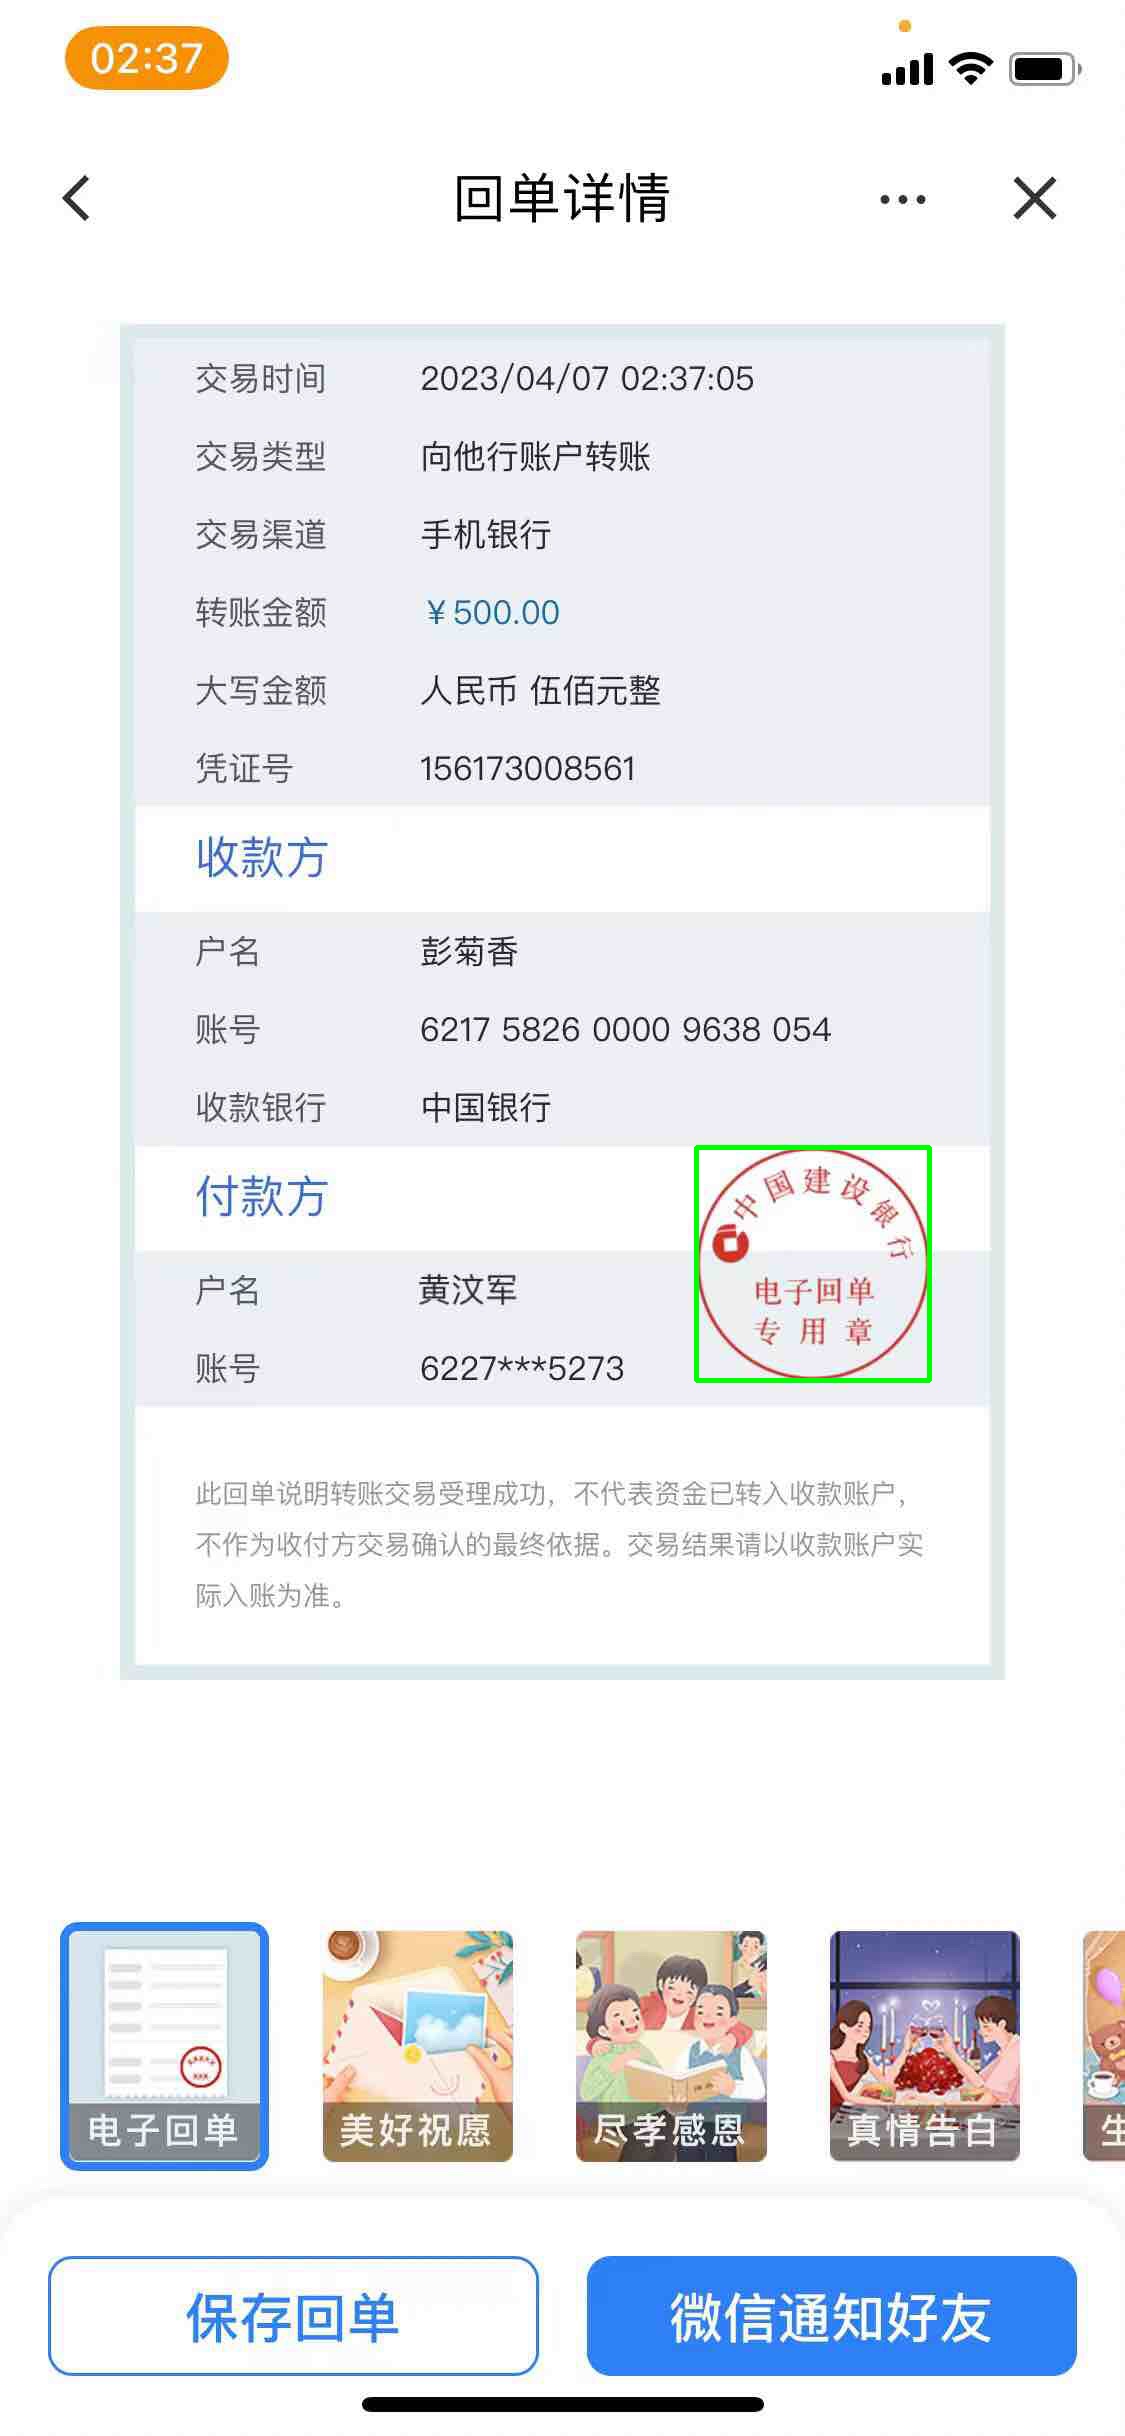 02:37
回单详情
交易时间 2023/04/07 02:37:05
交易类型 向他行账户转账
交易渠道 手机银行
转账金额 ￥500.00
大写金额 人民币 伍佰元整
凭证号 156173008561
收款方
户名 彭菊香
账号 6217 5826 0000 9638 054
收款银行 中国银行
付款方
中国建设银行
电子回单
专用章
户名 黄汶军
账号 6227***5273
此回单说明转账交易受理成功，不代表资金已转入收款账户，
不作为收付方交易确认的最终依据。交易结果请以收款账户实
际入账为准。
电子回单 美好祝愿 尽孝感恩 真情告白 生
保存回单 微信通知好友